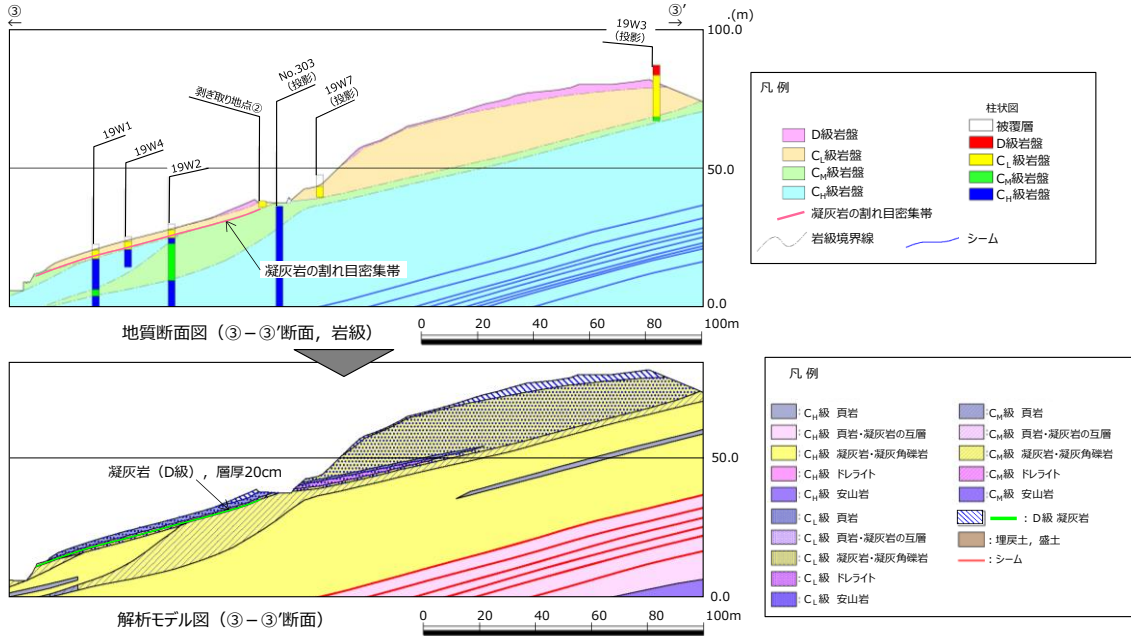 ③
←
③′
→
.(m)
100.0
50.0
0.0
19W1
19W4
19W2
剥ぎ取り地点②
No.303
(投影)
19W7
(投影)
19W3
(投影)
凝灰岩の割れ目密集帯
地質断面図（③－③′断面，岩級）
0 20 40 60 80 100m
凡 例
D級岩盤
CL級岩盤
CM級岩盤
CH級岩盤
凝灰岩の割れ目密集帯
岩級境界線
シーム
柱状図
被覆層
D級岩盤
CL級岩盤
CM級岩盤
CH級岩盤
凝灰岩（D級），層厚20cm
50.0
0.0
解析モデル図（③－③′断面）
0 20 40 60 80 100m
凡 例
：CH級 頁岩
：CH級 頁岩・凝灰岩の互層
：CH級 凝灰岩・凝灰角礫岩
：CH級 ドレライト
：CH級 安山岩
：CL級 頁岩
：CL級 頁岩・凝灰岩の互層
：CL級 凝灰岩・凝灰角礫岩
：CL級 ドレライト
：CL級 安山岩
：CM級 頁岩
：CM級 頁岩・凝灰岩の互層
：CM級 凝灰岩・凝灰角礫岩
：CM級 ドレライト
：CM級 安山岩
：D級 凝灰岩
：埋戻土，盛土
：シーム